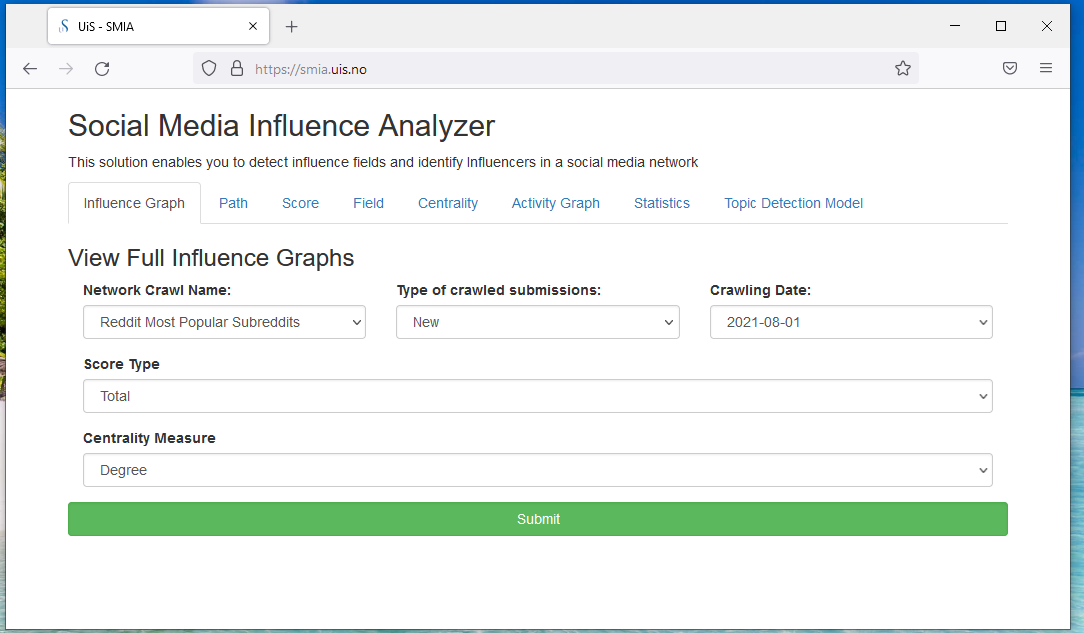 UiS - SMIA
https://smia.uis.no
Social Media Influence Analyzer
This solution enables you to detect influence fields and identify Influencers in a social media network
Influence Graph Path Score Field Centrality Activity Graph Statistics Topic Detection Model
View Full Influence Graphs
Network Crawl Name: Type of crawled submissions: Crawling Date:
Reddit Most Popular Subreddits New 2021-08-01
Score Type
Total
Centrality Measure
Degree
Submit